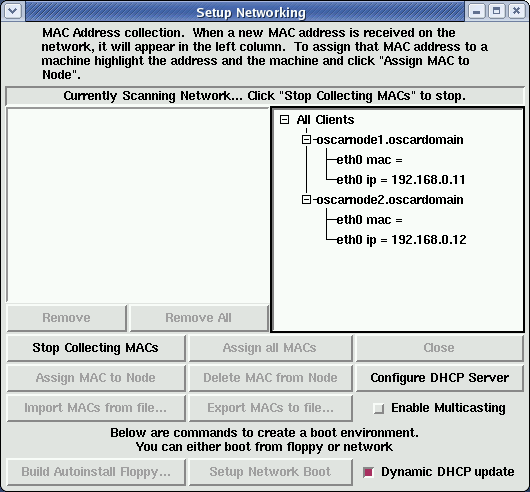 Setup Networking
MAC Address collection. When a new MAC address is received on the
network, it will appear in the left column. To assign that MAC address to a
machine highlight the address and the machine and click "Assign MAC to
Node".
Currently Scanning Network... Click "Stop Collecting MACs" to stop.
All Clients
oscarnode1.oscardomain
eth0 mac =
eth0 ip = 192.168.0.11
oscarnode2.oscardomain
eth0 mac =
eth0 ip = 192.168.0.12
Remove Remove All
Stop Collecting MACs Assign all MACs Close
Assign MAC to Node Delete MAC from Node Configure DHCP Server
Import MACs from file... Export MACs to file... Enable Multicasting
Below are commands to create a boot environment.
You can either boot from floppy or network
Build Autoinstall Floppy... Setup Network Boot Dynamic DHCP update